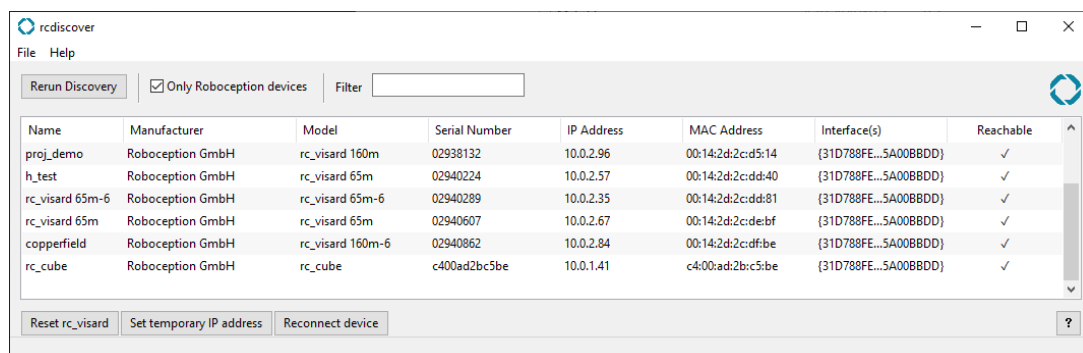 rcdiscover
File Help
Rerun Discovery Only Roboception devices Filter
Name Manufacturer Model Serial Number IP Address MAC Address Interface(s) Reachable
proj_demo Roboception GmbH rc_visard 160m 02938132 10.0.2.96 00:14:2d:2c:d5:14 {31D788FE...5A00BBDD} ✓
h_test Roboception GmbH rc_visard 65m 02940224 10.0.2.57 00:14:2d:2c:dd:40 {31D788FE...5A00BBDD} ✓
rc_visard 65m-6 Roboception GmbH rc_visard 65m-6 02940289 10.0.2.35 00:14:2d:2c:dd:81 {31D788FE...5A00BBDD} ✓
rc_visard 65m Roboception GmbH rc_visard 65m 02940607 10.0.2.67 00:14:2d:2c:de:bf {31D788FE...5A00BBDD} ✓
copperfield Roboception GmbH rc_visard 160m-6 02940862 10.0.2.84 00:14:2d:2c:df:be {31D788FE...5A00BBDD} ✓
rc_cube Roboception GmbH rc_cube c400ad2bc5be 10.0.1.41 c4:00:ad:2b:c5:be {31D788FE...5A00BBDD} ✓
Reset rc_visard Set temporary IP address Reconnect device ?